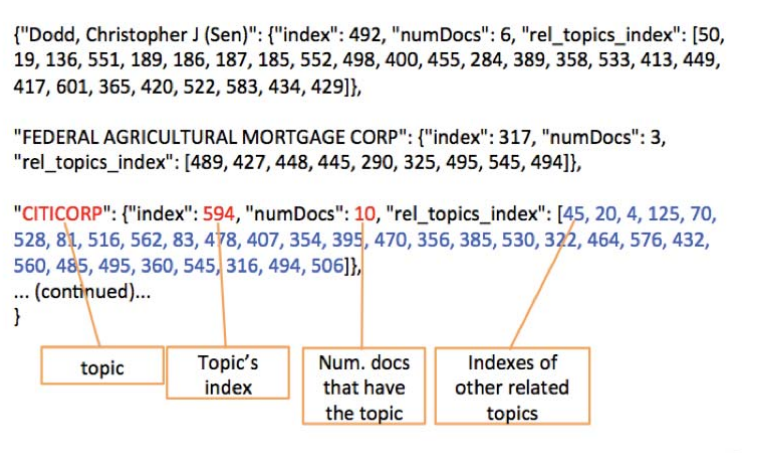 {"Dodd, Christopher J (Sen)": {"index": 492, "numDocs": 6, "rel_topics_index": [50,
19, 136, 551, 189, 186, 187, 185, 552, 498, 400, 455, 284, 389, 358, 533, 413, 449,
417, 601, 365, 420, 522, 583, 434, 429]},
"FEDERAL AGRICULTURAL MORTGAGE CORP": {"index": 317, "numDocs": 3,
"rel_topics_index": [489, 427, 448, 445, 290, 325, 495, 545, 494]},
"CITICORP": {"index": 594, "numDocs": 10, "rel_topics_index": [45, 20, 4, 125, 70,
528, 81, 516, 562, 83, 478, 407, 354, 395, 470, 356, 385, 530, 322, 464, 576, 432,
560, 485, 495, 360, 545, 316, 494, 506]},
... (continued)...
}
topic
Topic's
index
Num. docs
that have
the topic
Indexes of
other related
topics